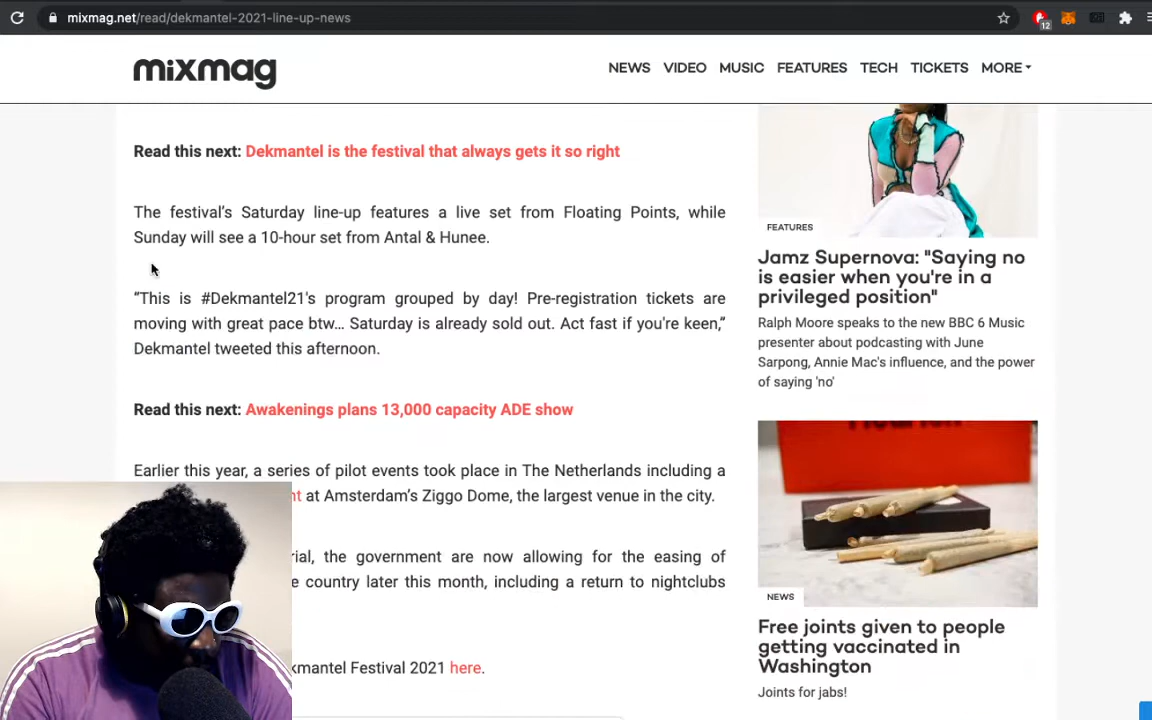 mixmag.net/read/dekmantel-2021-line-up-news
12
mixmag
NEWS VIDEO MUSIC FEATURES TECH TICKETS MORE
Read this next: Dekmantel is the festival that always gets it so right
The festival's Saturday line-up features a live set from Floating Points, while
Sunday will see a 10-hour set from Antal & Hunee.
"This is #Dekmantel21's program grouped by day! Pre-registration tickets are
moving with great pace btw... Saturday is already sold out. Act fast if you're keen,"
Dekmantel tweeted this afternoon.
Read this next: Awakenings plans 13,000 capacity ADE show
Earlier this year, a series of pilot events took place in The Netherlands including a
at Amsterdam's Ziggo Dome, the largest venue in the city.
the government are now allowing for the easing of
country later this month, including a return to nightclubs
Festival 2021 here.
FEATURES
Jamz Supernova: "Saying no
is easier when you're in a
privileged position"
Ralph Moore speaks to the new BBC 6 Music
presenter about podcasting with June
Sarpong, Annie Mac's influence, and the power
of saying 'no'
NEWS
Free joints given to people
getting vaccinated in
Washington
Joints for jabs!